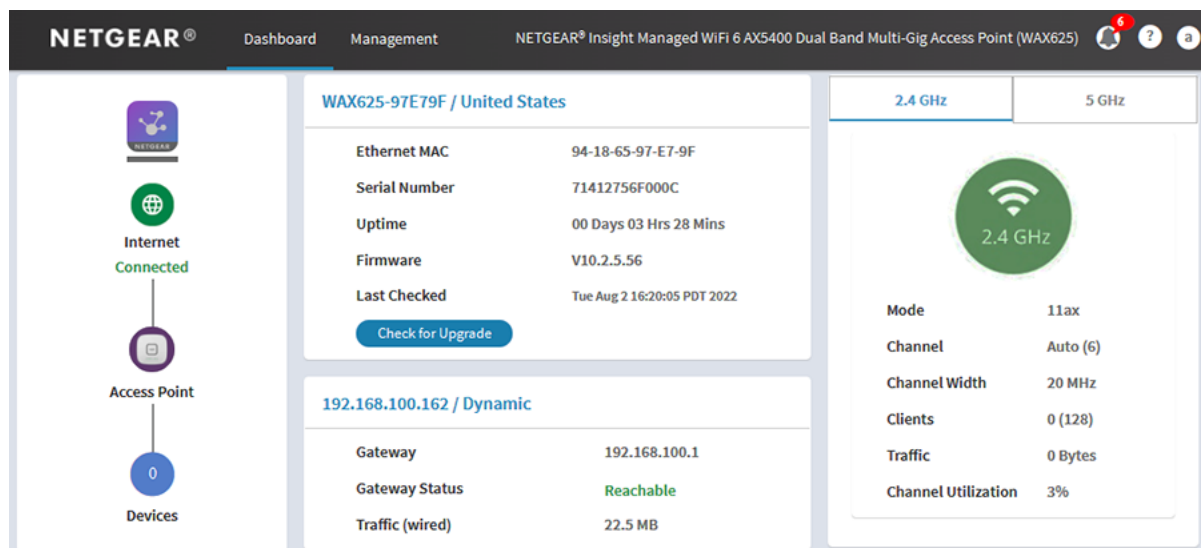 NETGEAR®
Dashboard
Management
NETGEAR® Insight Managed WiFi 6 AX5400 Dual Band Multi-Gig Access Point (WAX625)
6
?
a
NETGEAR
Internet
Connected
Access Point
0
Devices
WAX625-97E79F / United States
Ethernet MAC 94-18-65-97-E7-9F
Serial Number 71412756F000C
Uptime 00 Days 03 Hrs 28 Mins
Firmware V10.2.5.56
Last Checked Tue Aug 2 16:20:05 PDT 2022
Check for Upgrade
192.168.100.162 / Dynamic
Gateway 192.168.100.1
Gateway Status Reachable
Traffic (wired) 22.5 MB
2.4 GHz
5 GHz
2.4 GHz
Mode 11ax
Channel Auto (6)
Channel Width 20 MHz
Clients 0 (128)
Traffic 0 Bytes
Channel Utilization 3%